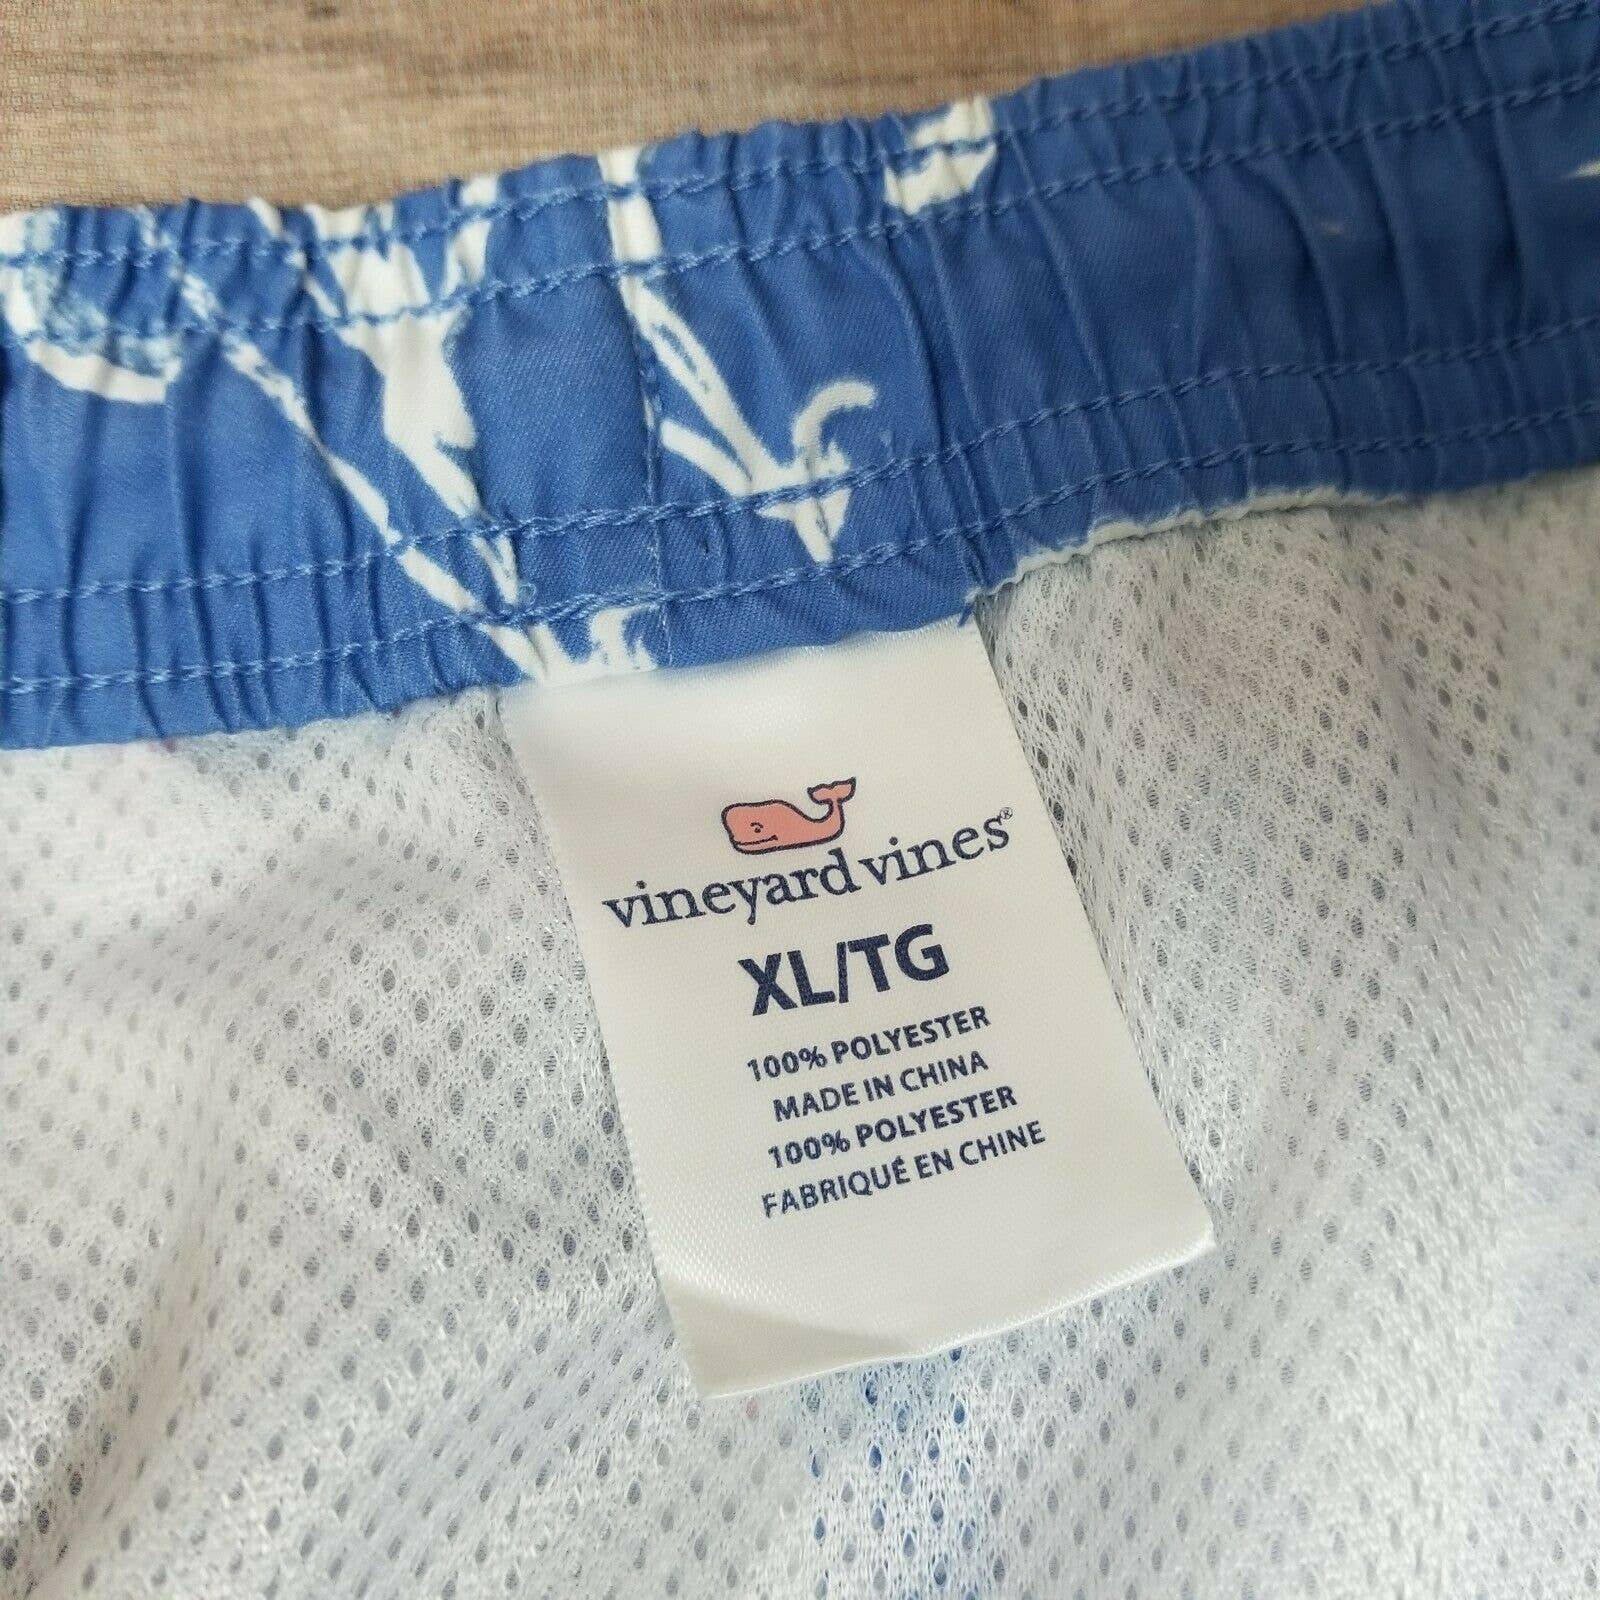 vineyard vines®
XL/TG
100% POLYESTER
MADE IN CHINA
100% POLYESTER
FABRIQUÉ EN CHINE